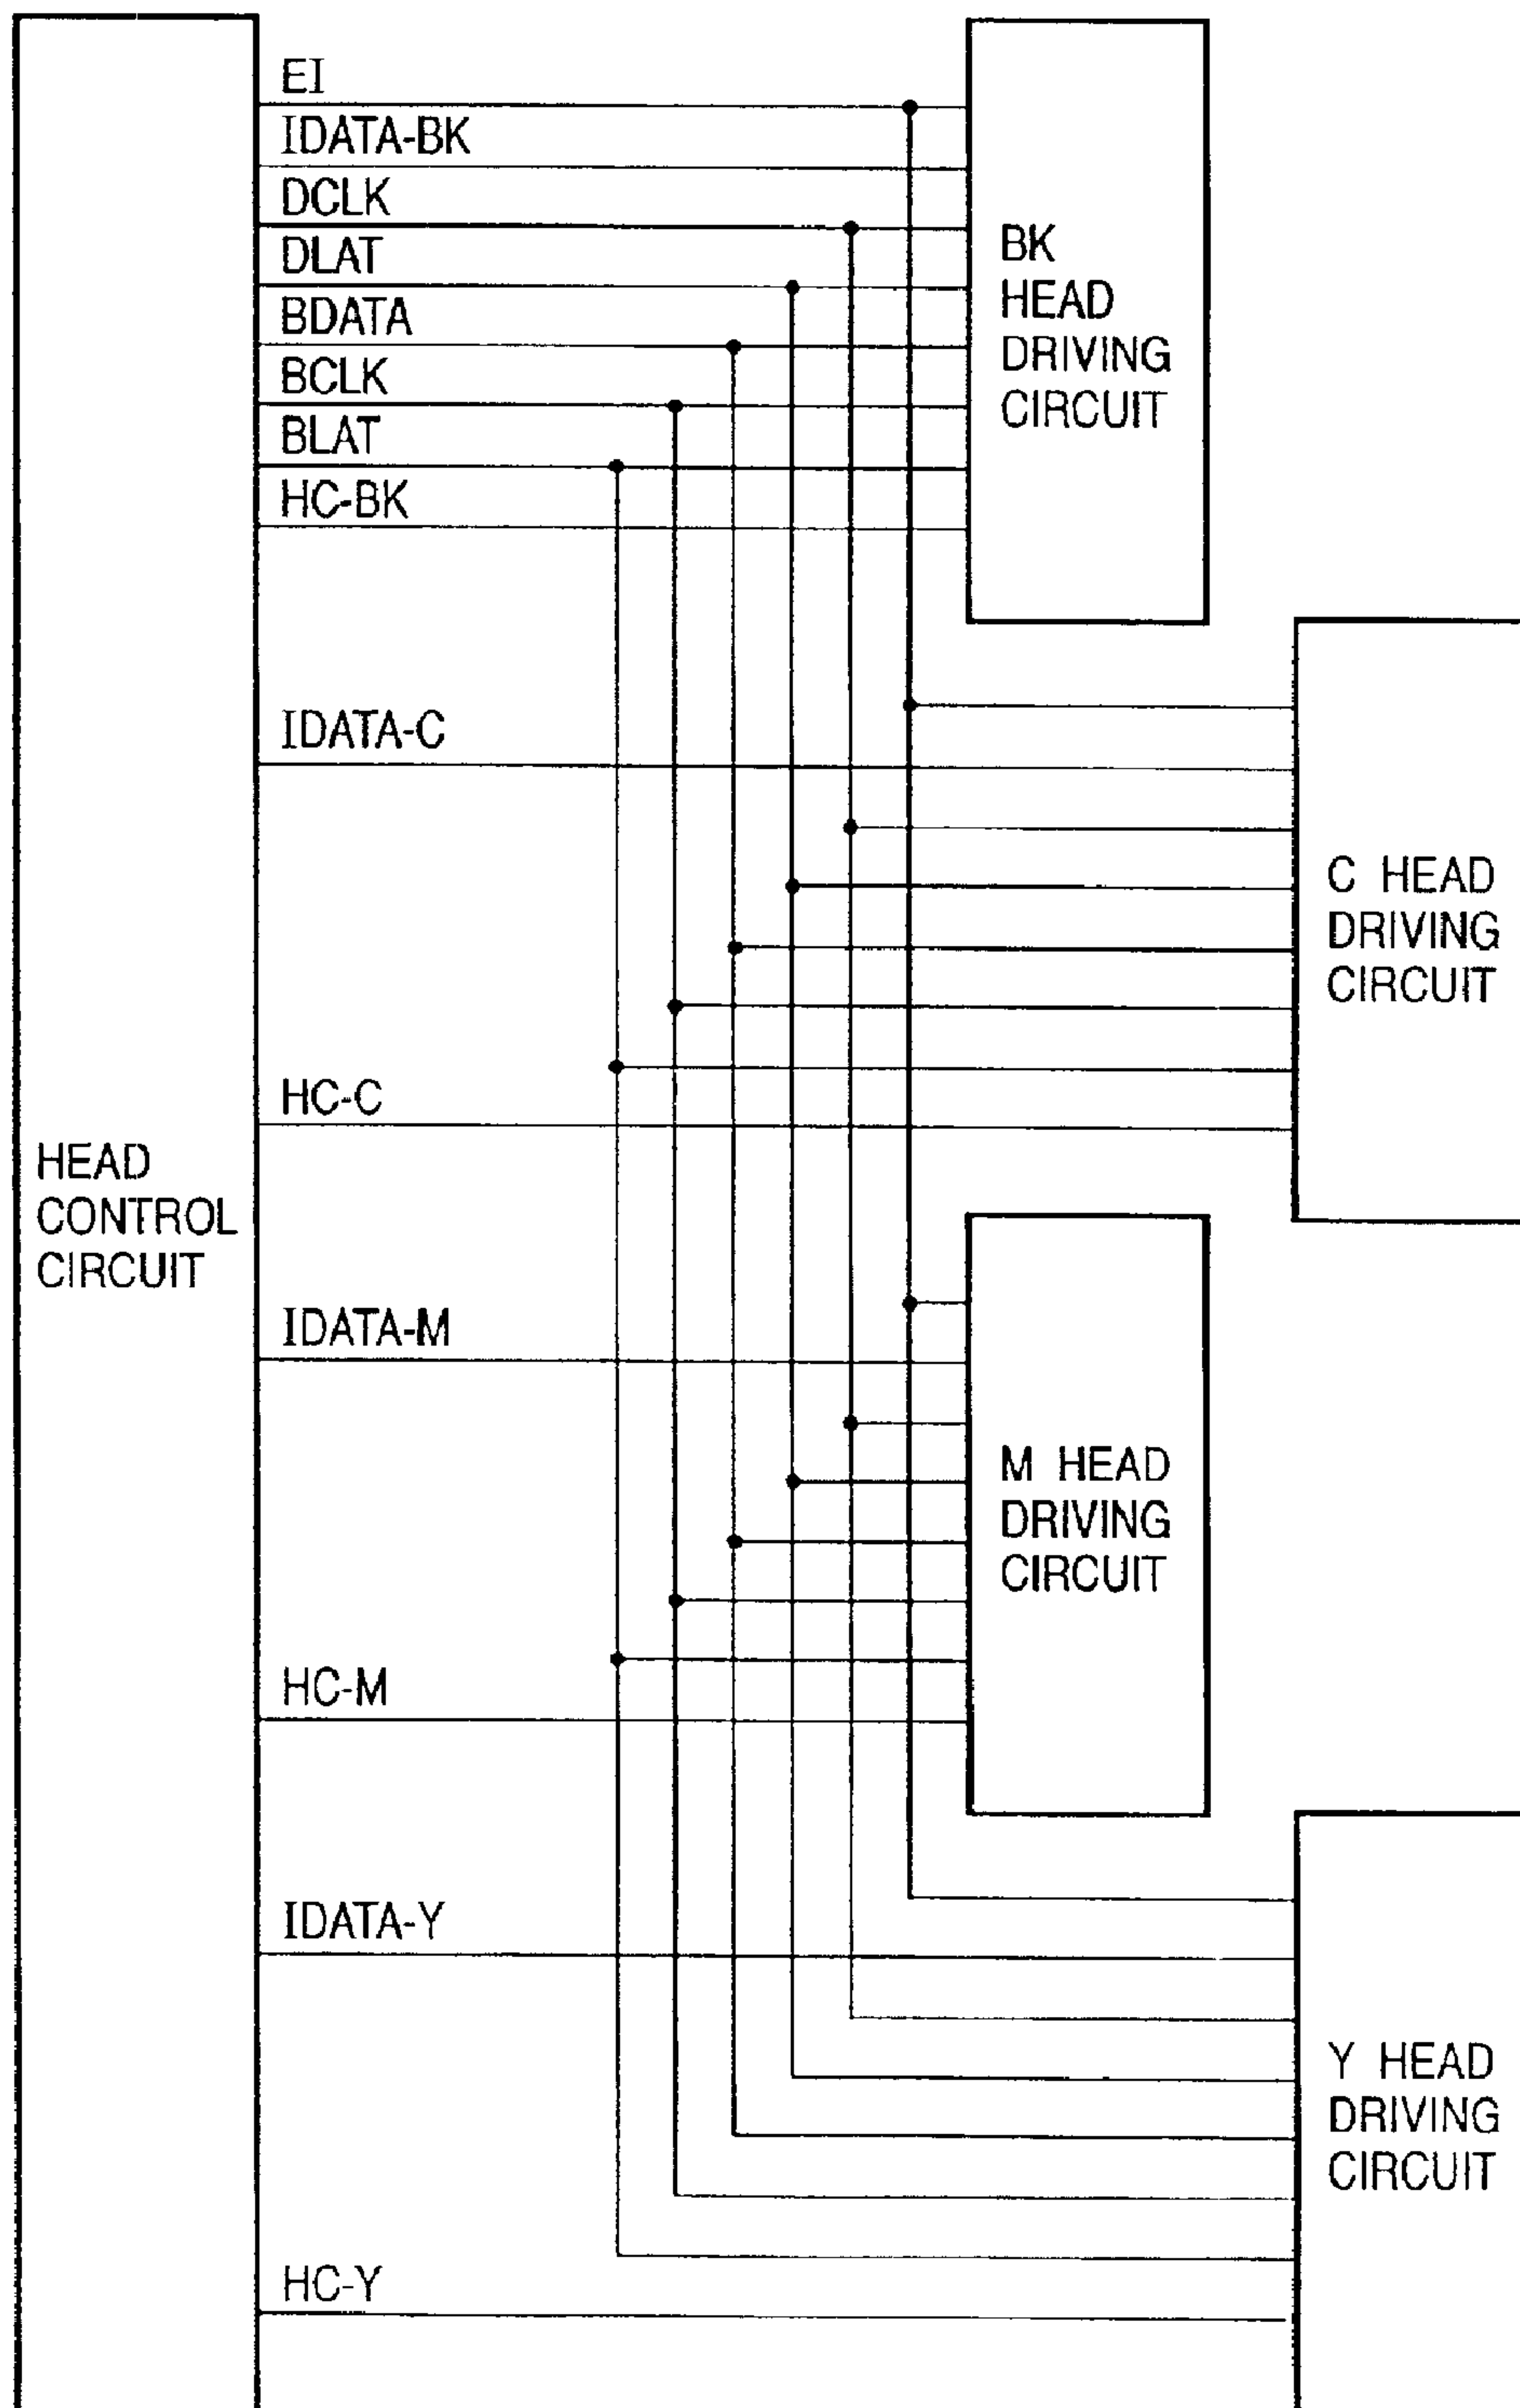 EI
IDATA-BK
DCLK
DLAT
BDATA
BCLK
BLAT
HC-BK
BK
HEAD
DRIVING
CIRCUIT
IDATA-C
HC-C
C HEAD
DRIVING
CIRCUIT
HEAD
CONTROL
CIRCUIT
IDATA-M
HC-M
M HEAD
DRIVING
CIRCUIT
IDATA-Y
HC-Y
Y HEAD
DRIVING
CIRCUIT